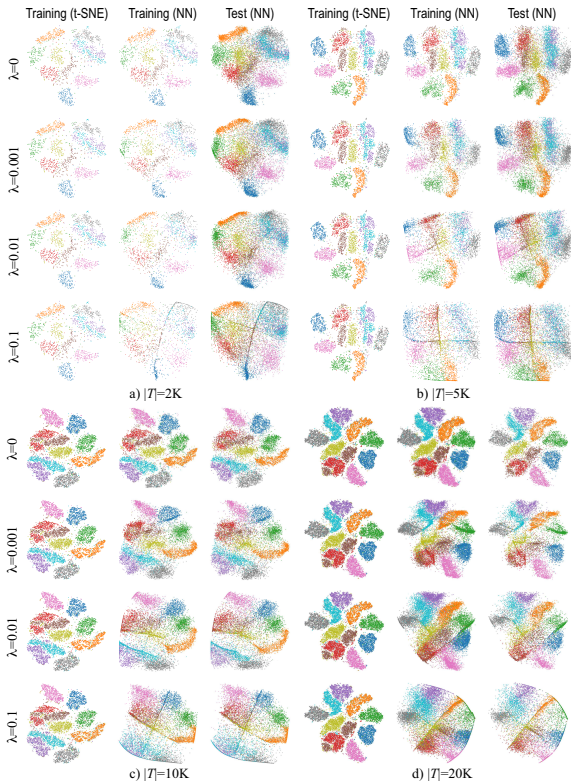 Training (t-SNE) Training (NN) Test (NN) Training (t-SNE) Training (NN) Test (NN)
λ=0
λ=0.001
λ=0.01
λ=0.1
a) |T|=2K b) |T|=5K
λ=0
λ=0.001
λ=0.01
λ=0.1
c) |T|=10K d) |T|=20K